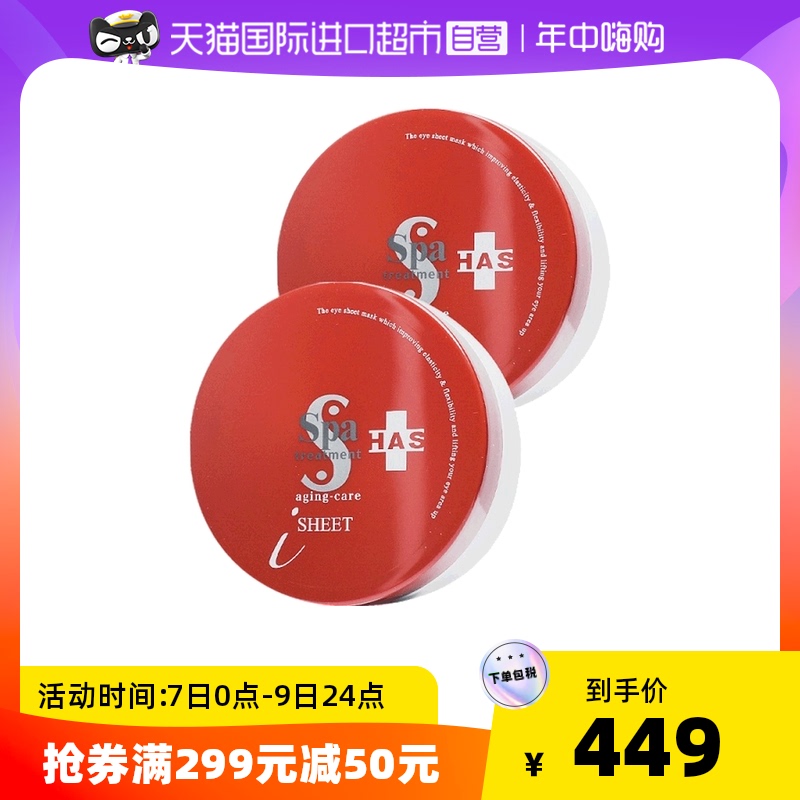 天猫国际进口超市自营 年中嗨购
The eye sheet mask which improving elasticity & flexibility and lifting your eye area up
Spa
treatment
HAS
The eye sheet mask which improving elasticity & flexibility and lifting your eye area up
Spa
treatment
HAS
aging-care
i SHEET
活动时间:7日0点-9日24点
抢券满299元减50元
下单包税
到手价
¥ 449